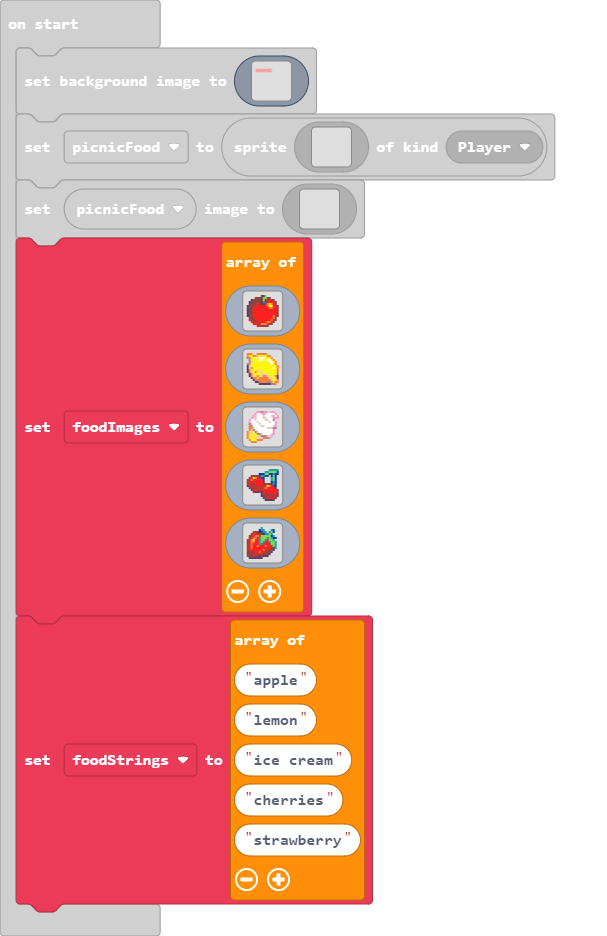 on start
set background image to
set picnicFood to sprite of kind Player
set picnicFood image to
array of
set foodImages to
array of
"apple"
"lemon"
set foodStrings to "ice cream"
"cherries"
"strawberry"